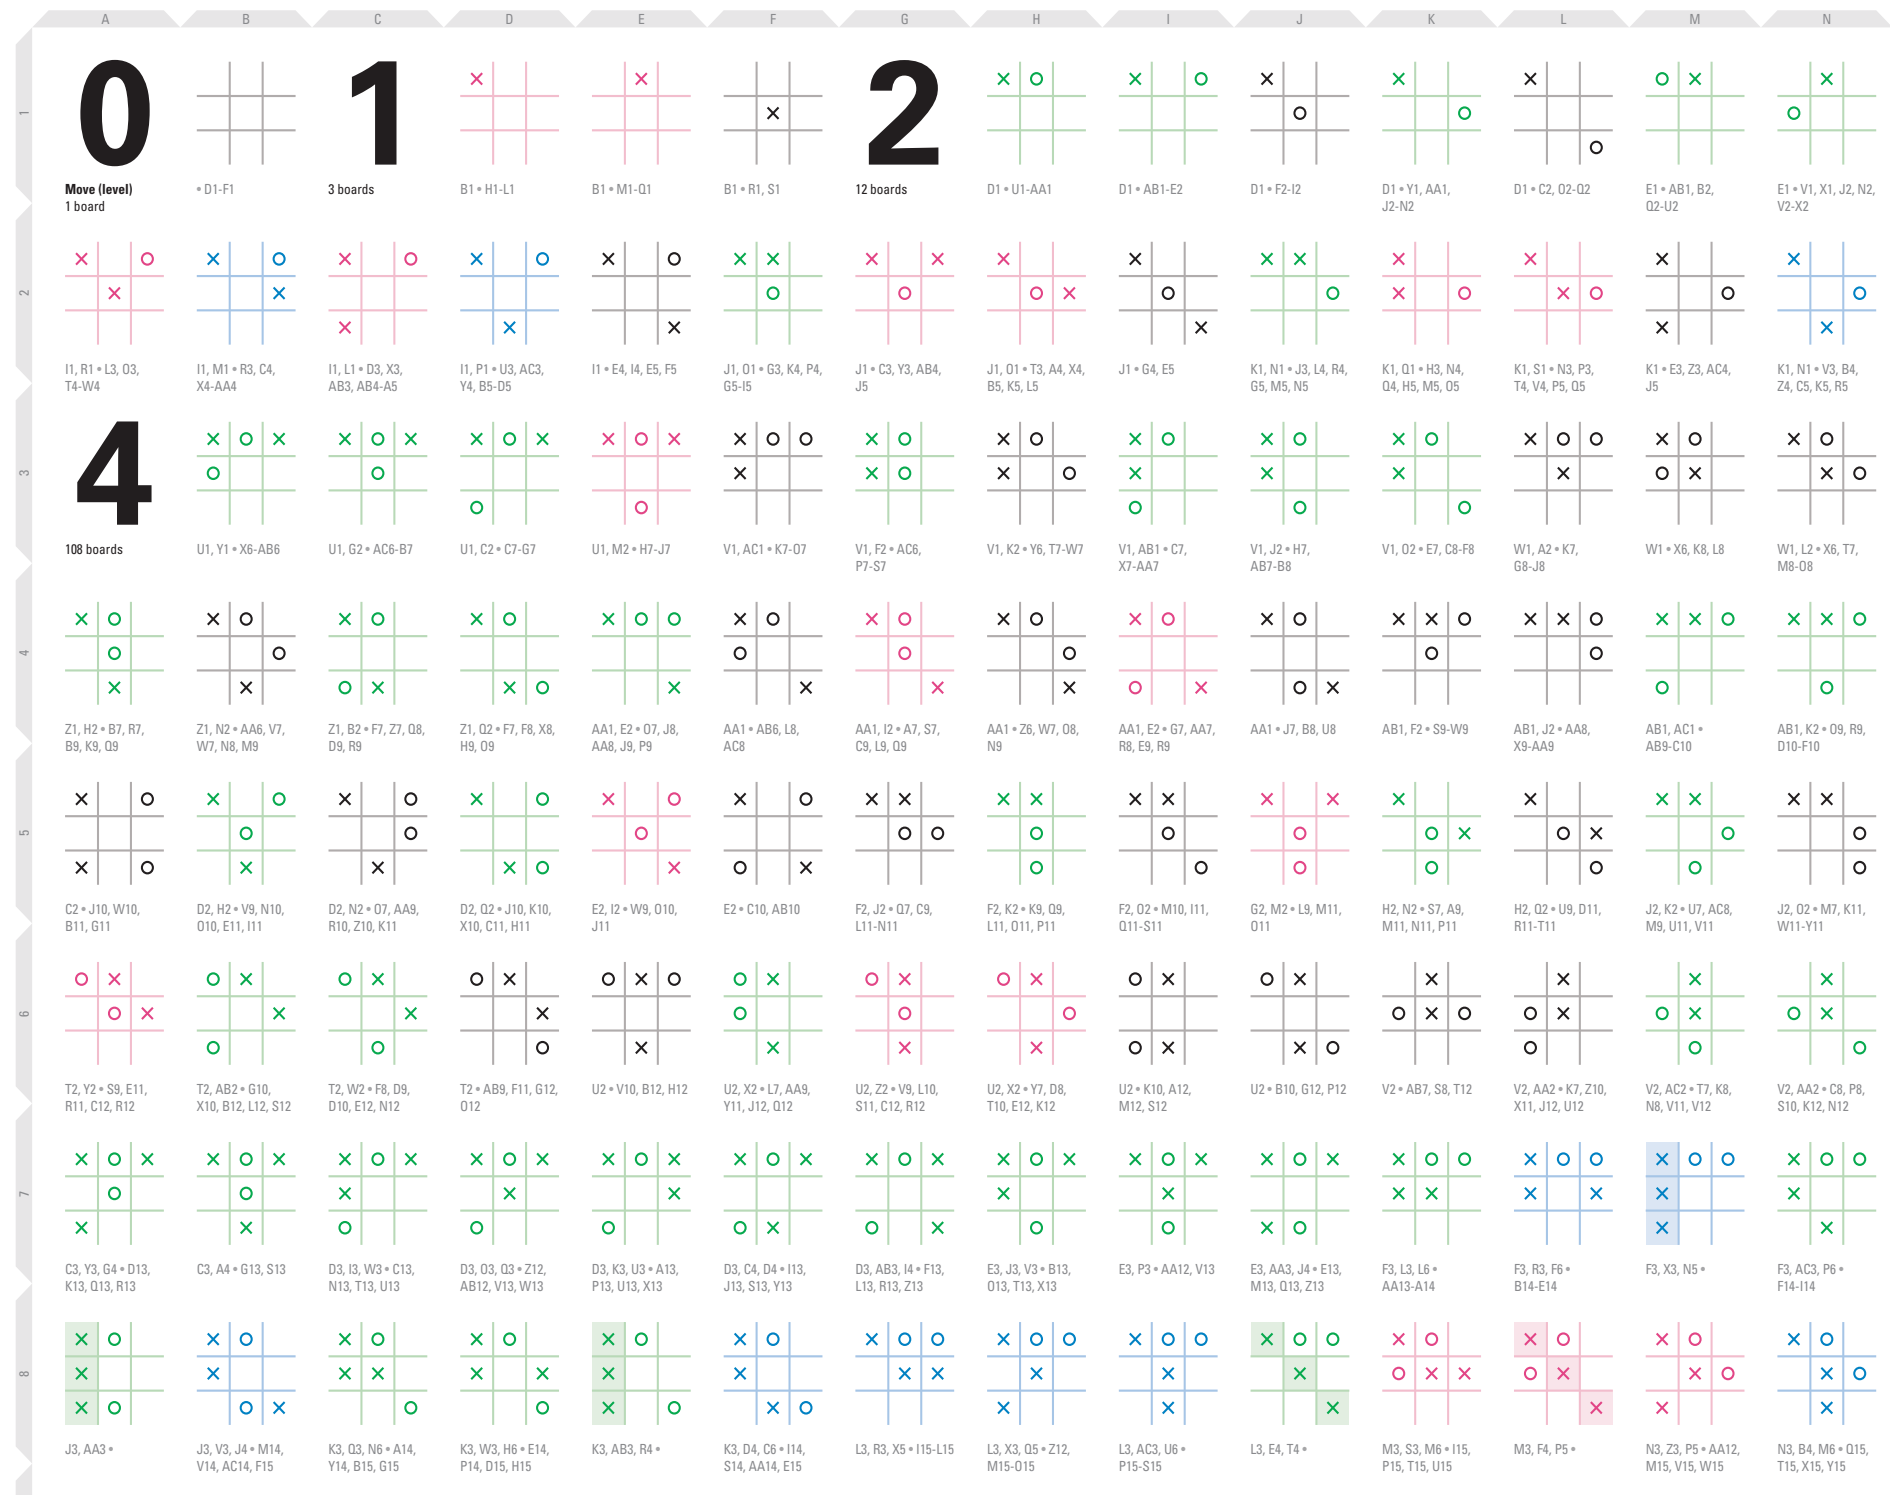 A B C D E F G H I J K L M N
1
0
Move (level)
1 board
• D1-F1
1
3 boards
B1 • H1-L1
B1 • M1-Q1
B1 • R1, S1
2
12 boards
D1 • U1-AA1
D1 • AB1-E2
D1 • F2-I2
D1 • Y1, AA1,
J2-N2
D1 • C2, O2-Q2
E1 • AB1, B2,
Q2-U2
E1 • V1, X1, J2, N2,
V2-X2
2
I1, R1 • L3, O3,
T4-W4
I1, M1 • R3, C4,
X4-AA4
I1, L1 • D3, X3,
AB3, AB4-A5
I1, P1 • U3, AC3,
Y4, B5-D5
I1 • E4, I4, E5, F5
J1, O1 • G3, K4, P4,
G5-I5
J1 • C3, Y3, AB4,
J5
J1, O1 • T3, A4, X4,
B5, K5, L5
J1 • G4, E5
K1, N1 • J3, L4, R4,
G5, M5, N5
K1, Q1 • H3, N4,
Q4, H5, M5, O5
K1, S1 • N3, P3,
T4, V4, P5, Q5
K1 • E3, Z3, AC4,
J5
K1, N1 • V3, B4,
Z4, C5, K5, R5
3
4
108 boards
U1, Y1 • X6-AB6
U1, G2 • AC6-B7
U1, C2 • C7-G7
U1, M2 • H7-J7
V1, AC1 • K7-O7
V1, F2 • AC6,
P7-S7
V1, K2 • Y6, T7-W7
V1, AB1 • C7,
X7-AA7
V1, J2 • H7,
AB7-B8
V1, O2 • E7, C8-F8
W1, A2 • K7,
G8-J8
W1 • X6, K8, L8
W1, L2 • X6, T7,
M8-O8
4
Z1, H2 • B7, R7,
B9, K9, Q9
Z1, N2 • AA6, V7,
W7, N8, M9
Z1, B2 • F7, Z7, Q8,
D9, R9
Z1, Q2 • F7, F8, X8,
H9, O9
AA1, E2 • O7, J8,
AA8, J9, P9
AA1 • AB6, L8,
AC8
AA1, I2 • A7, S7,
C9, L9, Q9
AA1 • Z6, W7, O8,
N9
AA1, E2 • G7, AA7,
R8, E9, R9
AA1 • J7, B8, U8
AB1, F2 • S9-W9
AB1, J2 • AA8,
X9-AA9
AB1, AC1 •
AB9-C10
AB1, K2 • O9, R9,
D10-F10
5
C2 • J10, W10,
B11, G11
D2, H2 • V9, N10,
O10, E11, I11
D2, N2 • O7, AA9,
R10, Z10, K11
D2, Q2 • J10, K10,
X10, C11, H11
E2, I2 • W9, O10,
J11
E2 • C10, AB10
F2, J2 • Q7, C9,
L11-N11
F2, K2 • K9, Q9,
L11, O11, P11
F2, O2 • M10, I11,
Q11-S11
G2, M2 • L9, M11,
O11
H2, N2 • S7, A9,
M11, N11, P11
H2, Q2 • U9, D11,
R11-T11
J2, K2 • U7, AC8,
M9, U11, V11
J2, O2 • M7, K11,
W11-Y11
6
T2, Y2 • S9, E11,
R11, C12, R12
T2, AB2 • G10,
X10, B12, L12, S12
T2, W2 • F8, D9,
D10, E12, N12
T2 • AB9, F11, G12,
O12
U2 • V10, B12, H12
U2, X2 • L7, AA9,
Y11, J12, Q12
U2, Z2 • V9, L10,
S11, C12, R12
U2, X2 • Y7, D8,
T10, E12, K12
U2 • K10, A12,
M12, S12
U2 • B10, G12, P12
V2 • AB7, S8, T12
V2, AA2 • K7, Z10,
X11, J12, U12
V2, AC2 • T7, K8,
N8, V11, V12
V2, AA2 • C8, P8,
S10, K12, N12
7
C3, Y3, G4 • D13,
K13, Q13, R13
C3, A4 • G13, S13
D3, I3, W3 • C13,
N13, T13, U13
D3, O3, Q3 • Z12,
AB12, V13, W13
D3, K3, U3 • A13,
P13, U13, X13
D3, C4, D4 • I13,
J13, S13, Y13
D3, AB3, I4 • F13,
L13, R13, Z13
E3, J3, V3 • B13,
O13, T13, X13
E3, P3 • AA12, V13
E3, AA3, J4 • E13,
M13, Q13, Z13
F3, L3, L6 •
AA13-A14
F3, R3, F6 •
B14-E14
F3, X3, N5 •
F3, AC3, P6 •
F14-I14
8
J3, AA3 •
J3, V3, J4 • M14,
V14, AC14, F15
K3, Q3, N6 • A14,
Y14, B15, G15
K3, W3, H6 • E14,
P14, D15, H15
K3, AB3, R4 •
K3, D4, C6 • I14,
S14, AA14, E15
L3, R3, X5 • I15-L15
L3, X3, Q5 • Z12,
M15-O15
L3, AC3, U6 •
P15-S15
L3, E4, T4 •
M3, S3, M6 • I15,
P15, T15, U15
M3, F4, P5 •
N3, Z3, P5 • AA12,
M15, V15, W15
N3, B4, M6 • Q15,
T15, X15, Y15